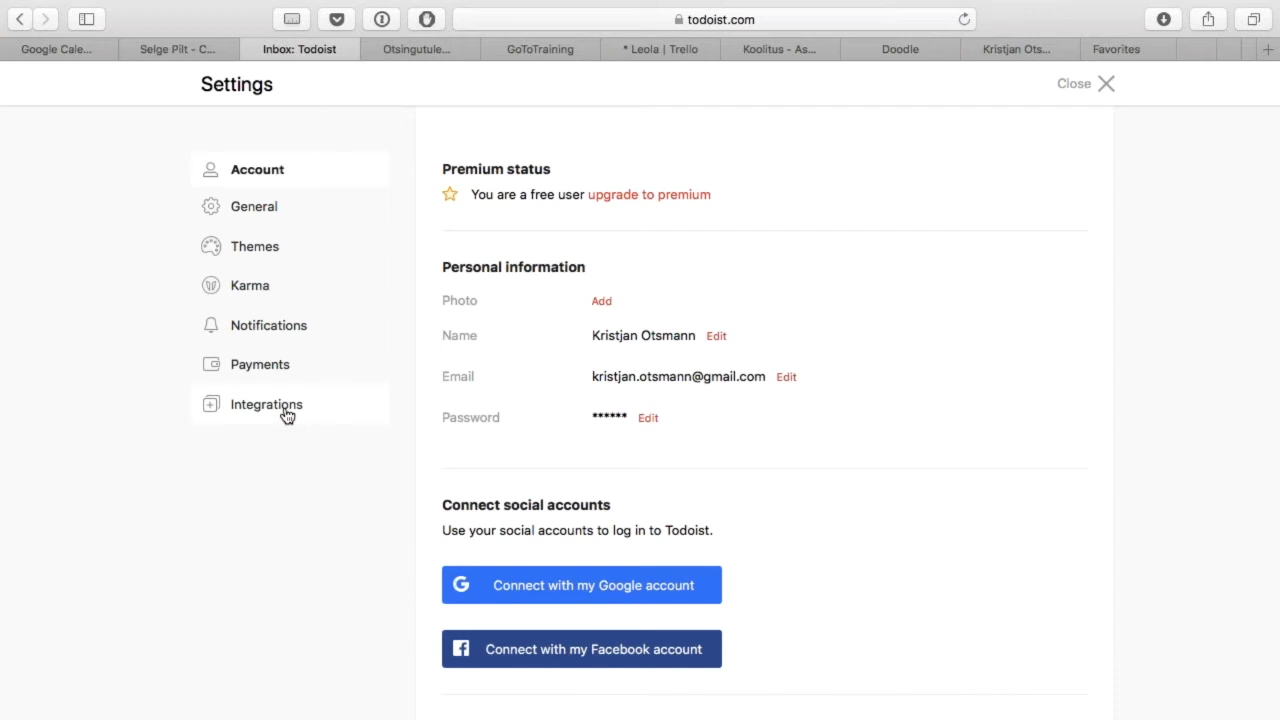 todoist.com
Google Cale...
Selge Pilt - C...
Inbox: Todoist
Otsingutule...
GoToTraining
* Leola | Trello
Koolitus - As...
Doodle
Kristjan Ots...
Favorites
Settings
Close
Account
General
Themes
Karma
Notifications
Payments
Integrations
Premium status
You are a free user upgrade to premium
Personal information
Photo Add
Name Kristjan Otsmann Edit
Email kristjan.otsmann@gmail.com Edit
Password ****** Edit
Connect social accounts
Use your social accounts to log in to Todoist.
G Connect with my Google account
f Connect with my Facebook account